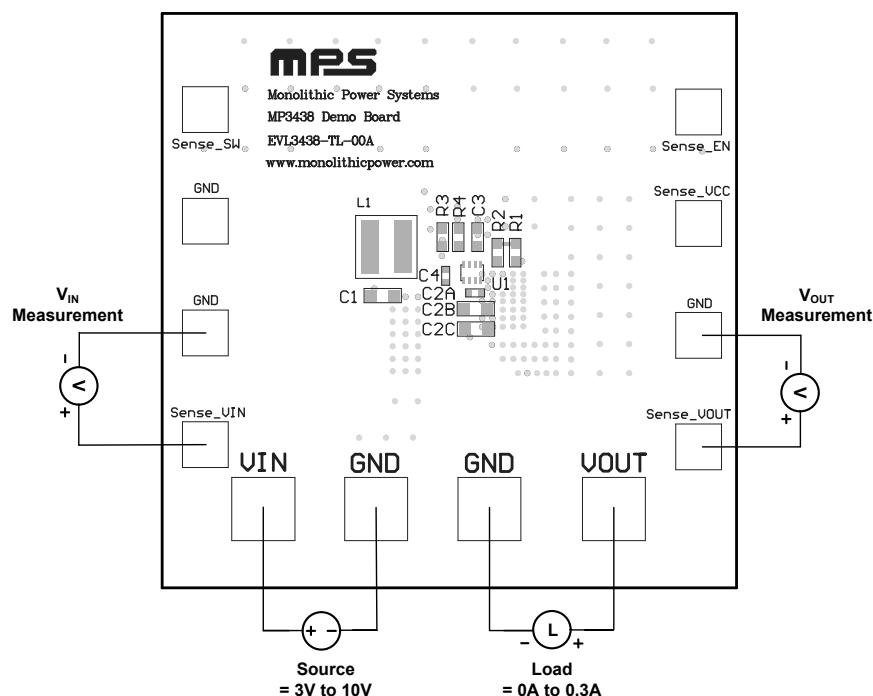 MPS
Monolithic Power Systems
MP3438 Demo Board
EVL3438-TL-00A
www.monolithicpower.com
Sense_SW
Sense_EN
GND
Sense_VCC
L1
R3
R4
C3
R2
R1
C4
U1
C1
C2A
C2B
C2C
VIN
Measurement
GND
-
V
+
Sense_VIN
VOUT
Measurement
GND
-
V
+
Sense_VOUT
VIN
GND
GND
VOUT
+ -
Source
= 3V to 10V
- L +
Load
= 0A to 0.3A